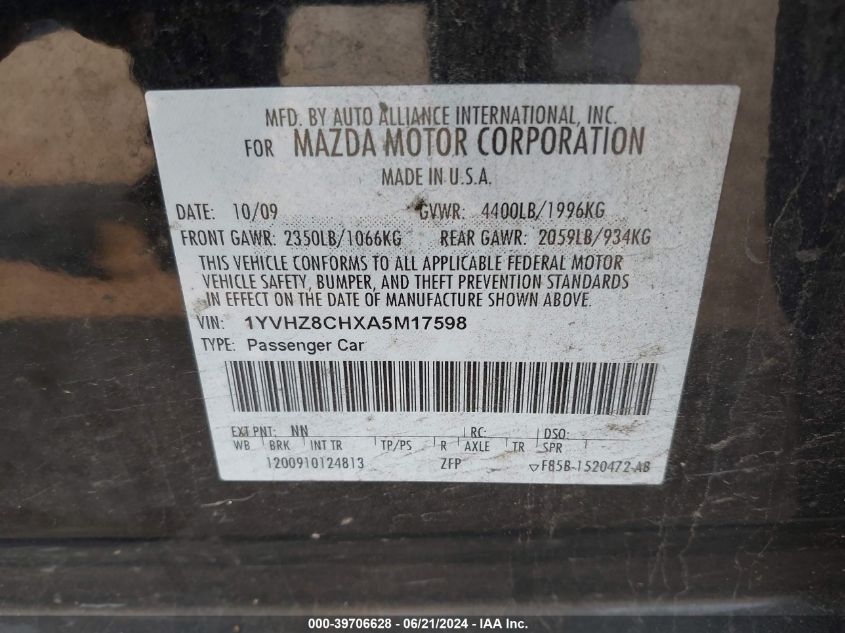 MFD. BY AUTO ALLIANCE INTERNATIONAL, INC.
FOR MAZDA MOTOR CORPORATION
MADE IN U.S.A.
DATE: 10/09 GVWR: 4400LB/1996KG
FRONT GAWR: 2350LB/1066KG REAR GAWR: 2059LB/934KG
THIS VEHICLE CONFORMS TO ALL APPLICABLE FEDERAL MOTOR
VEHICLE SAFETY, BUMPER, AND THEFT PREVENTION STANDARDS
IN EFFECT ON THE DATE OF MANUFACTURE SHOWN ABOVE.
VIN: 1YVHZ8CHXA5M17598
TYPE: Passenger Car
EXT PNT: NN RC: DSO:
WB BRK INT TR TP/PS R AXLE TR SPR
1200910124813 ZFP ▽F85B-1520472-AB
000-39706628 - 06/21/2024 - IAA Inc.